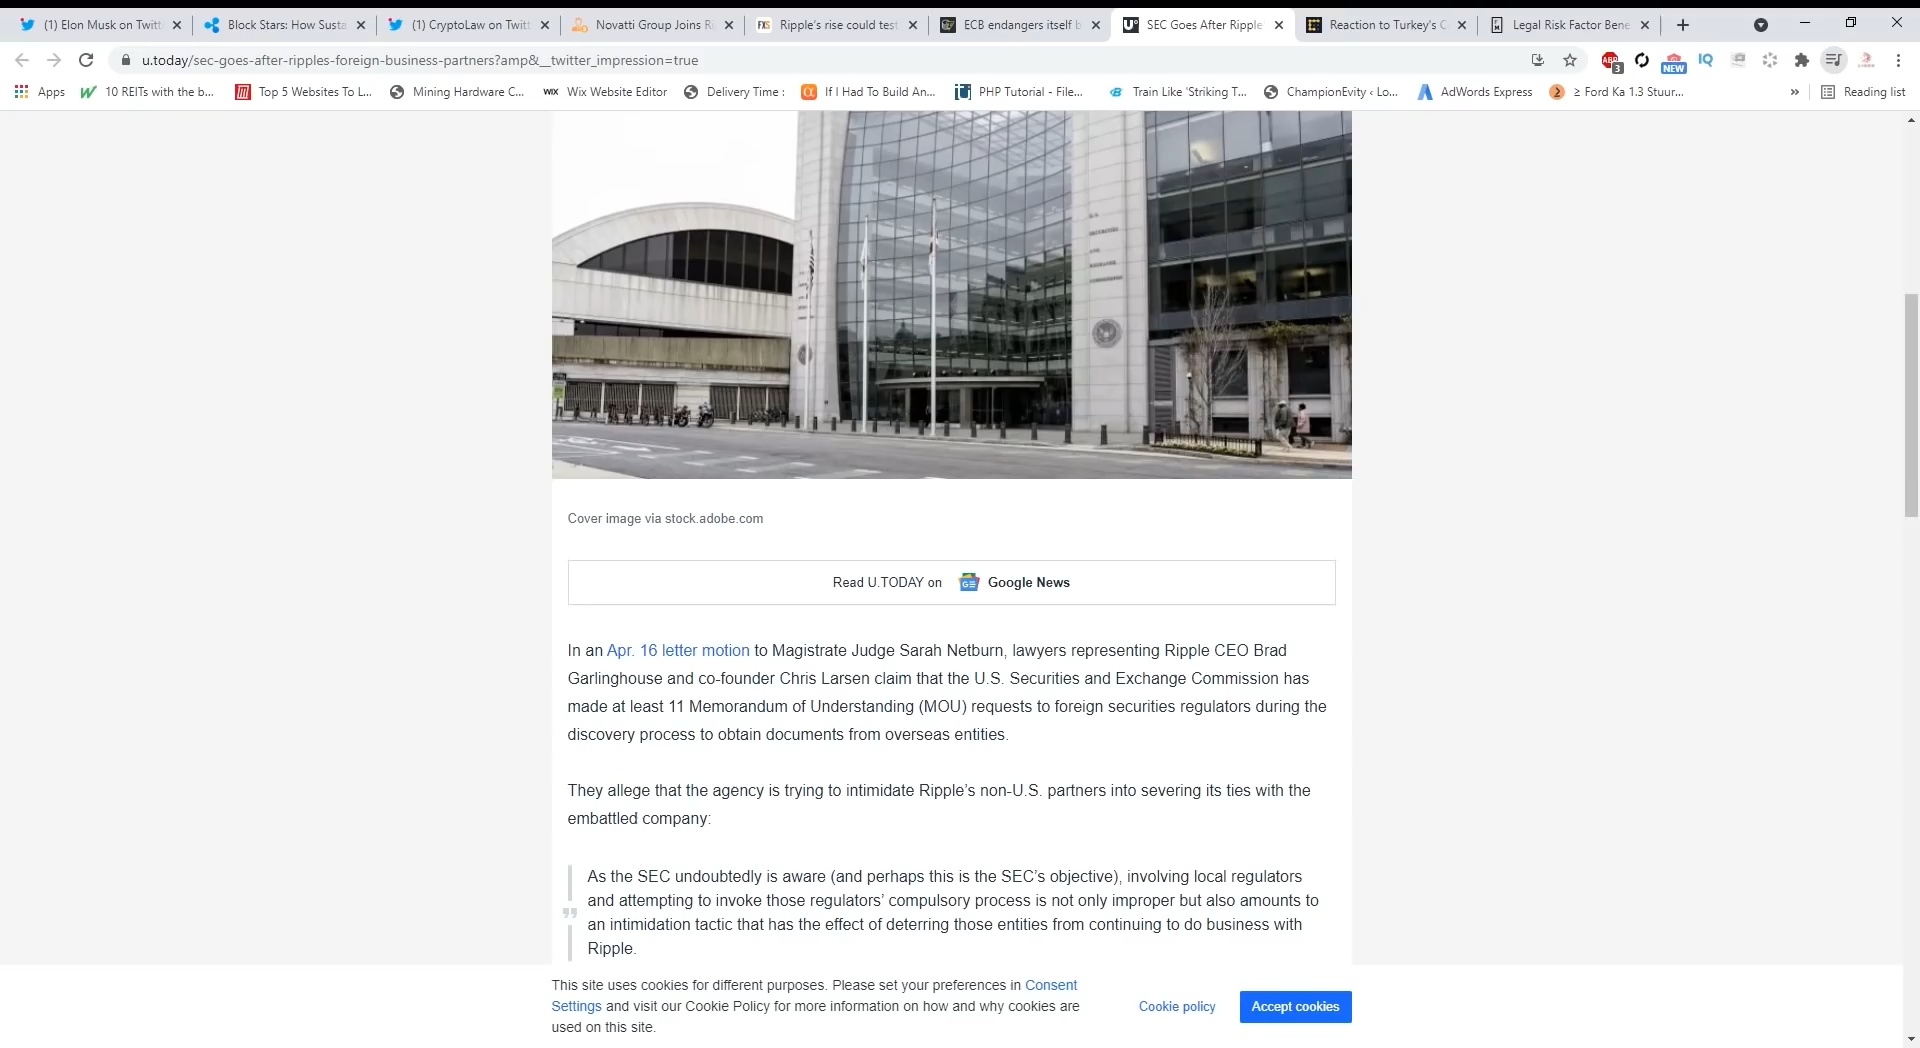 (1) Elon Musk on Twitt
Block Stars: How Susta
(1) CryptoLaw on Twitt
Novatti Group Joins R
FXS Ripple's rise could test
ECB endangers itself b
SEC Goes After Ripple'
Reaction to Turkey's C
Legal Risk Factor Bene
u.today/sec-goes-after-ripples-foreign-business-partners?amp&__twitter_impression=true
ABP 3
NEW
IQ
Apps
10 REITs with the b...
Top 5 Websites To L...
Mining Hardware C...
WIX Wix Website Editor
Delivery Time :
If I Had To Build An...
PHP Tutorial - File...
Train Like 'Striking T...
ChampionEvity ‹ Lo...
AdWords Express
≥ Ford Ka 1.3 Stuur...
»
Reading list
Cover image via stock.adobe.com
Read U.TODAY on Google News
In an Apr. 16 letter motion to Magistrate Judge Sarah Netburn, lawyers representing Ripple CEO Brad
Garlinghouse and co-founder Chris Larsen claim that the U.S. Securities and Exchange Commission has
made at least 11 Memorandum of Understanding (MOU) requests to foreign securities regulators during the
discovery process to obtain documents from overseas entities.
They allege that the agency is trying to intimidate Ripple's non-U.S. partners into severing its ties with the
embattled company:
As the SEC undoubtedly is aware (and perhaps this is the SEC's objective), involving local regulators
and attempting to invoke those regulators' compulsory process is not only improper but also amounts to
an intimidation tactic that has the effect of deterring those entities from continuing to do business with
Ripple.
This site uses cookies for different purposes. Please set your preferences in Consent
Settings and visit our Cookie Policy for more information on how and why cookies are
used on this site.
Cookie policy
Accept cookies